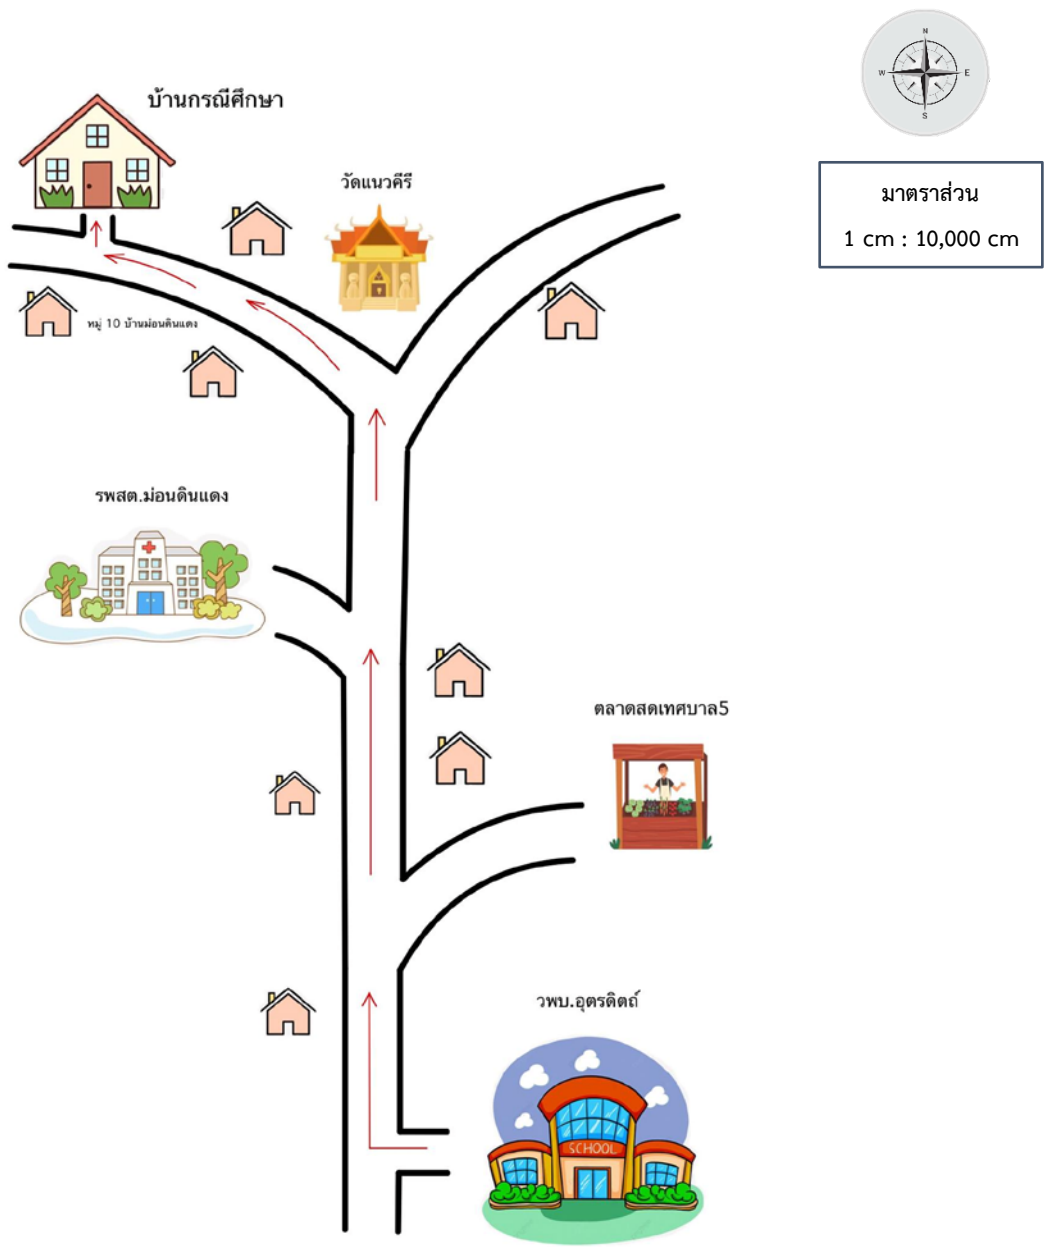 N
W E
S
บ้านกรณีศึกษา
วัดแนวคีรี
มาตราส่วน
1 cm : 10,000 cm
หมู่ 10 บ้านม่อนดินแดง
รพสต.ม่อนดินแดง
ตลาดสดเทศบาล5
วพบ.อุตรดิตถ์
SCHOOL